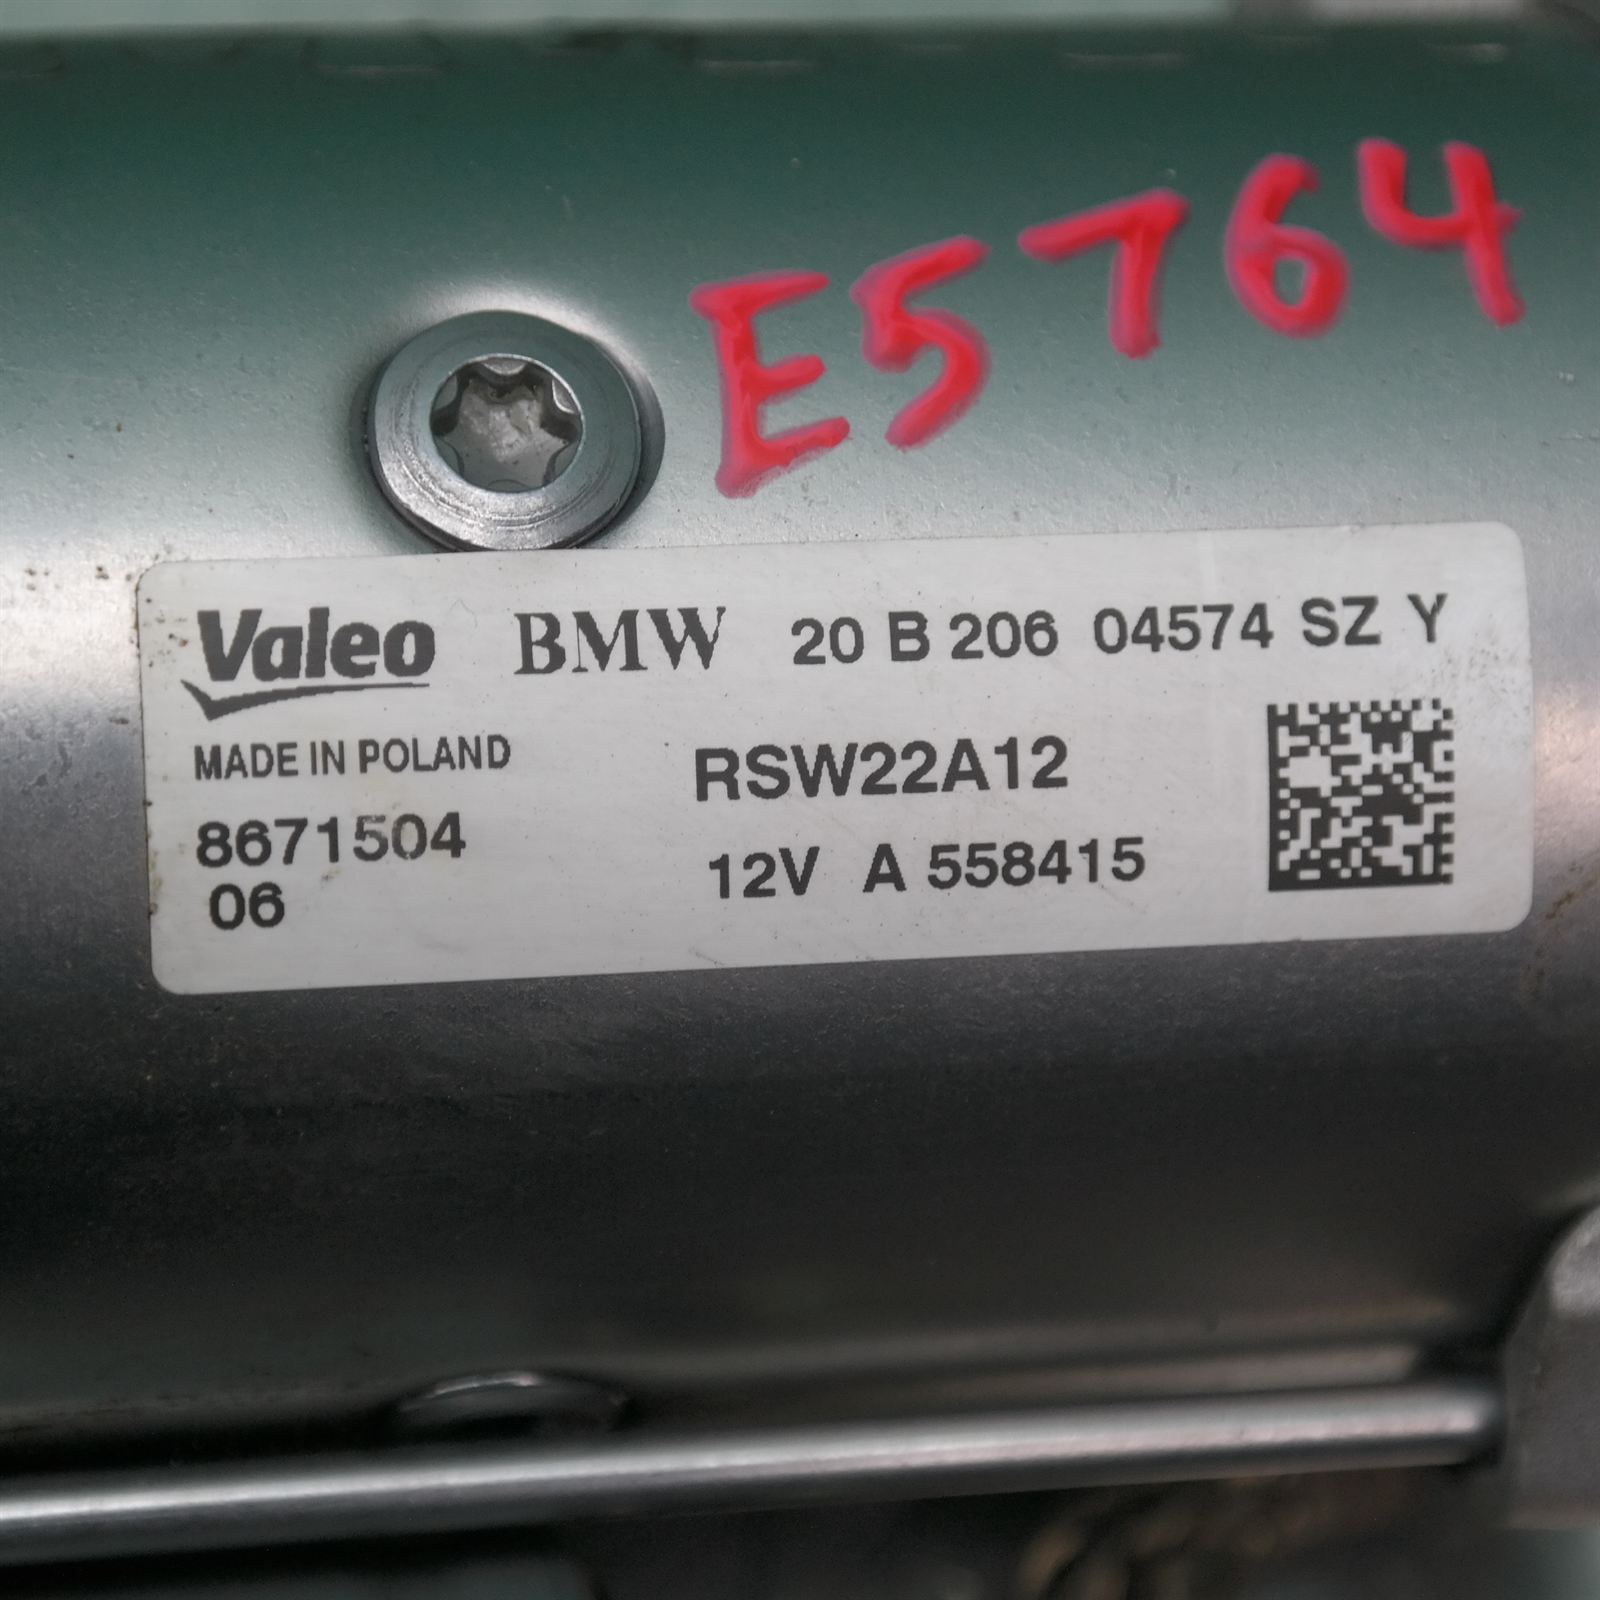 E5764
Valeo BMW 20 B 206 04574 SZ Y
MADE IN POLAND RSW22A12
8671504 12V A 558415
06